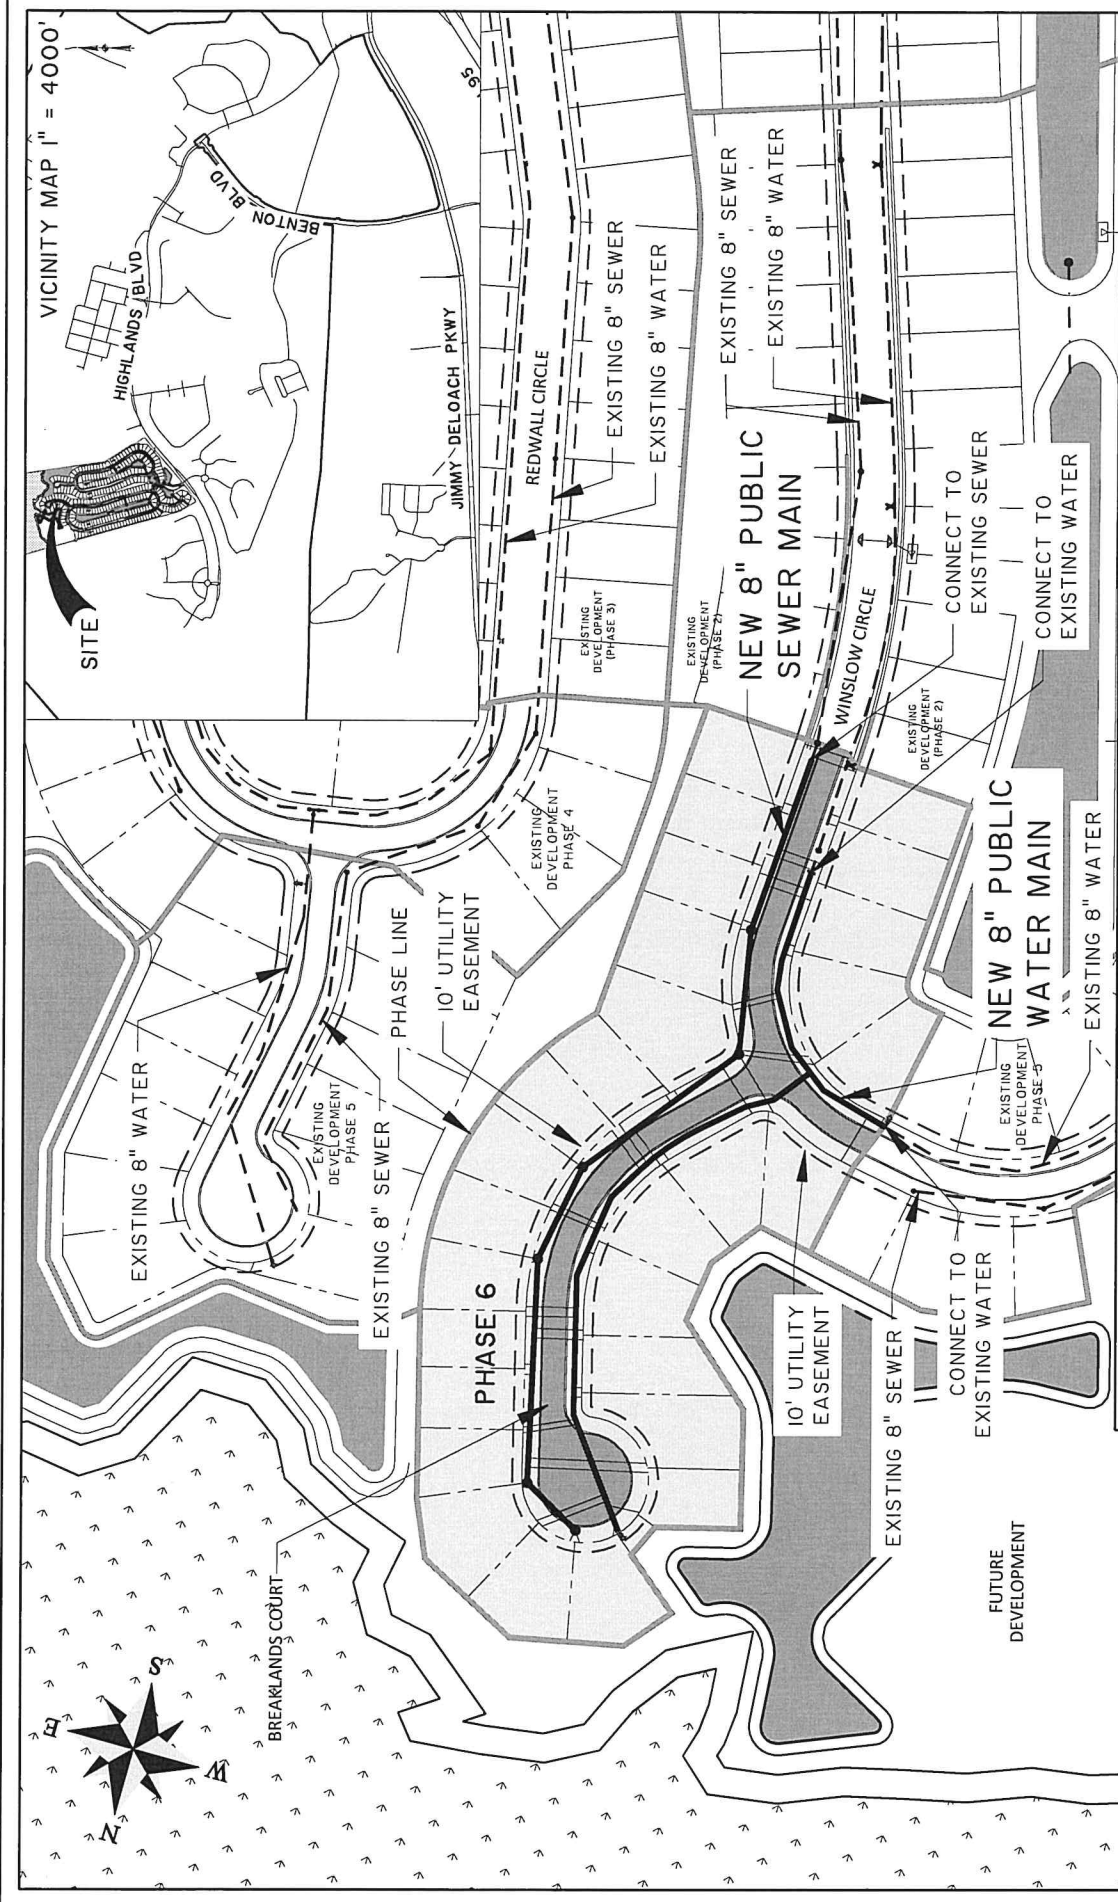 VICINITY MAP 1" = 4000'
SITE
HIGHLANDS BLVD
BENTON BLVD
JIMMY DELOACH PKWY
95
REDWALL CIRCLE
EXISTING 8" SEWER
EXISTING 8" WATER
EXISTING
DEVELOPMENT
(PHASE 3)
EXISTING
DEVELOPMENT
(PHASE 2)
EXISTING 8" SEWER
EXISTING 8" WATER
NEW 8" PUBLIC
SEWER MAIN
WINSLOW CIRCLE
CONNECT TO
EXISTING SEWER
CONNECT TO
EXISTING WATER
EXISTING
DEVELOPMENT
(PHASE 2)
NEW 8" PUBLIC
WATER MAIN
EXISTING 8" WATER
EXISTING
DEVELOPMENT
PHASE 5
EXISTING
DEVELOPMENT
PHASE 4
10' UTILITY
EASEMENT
PHASE LINE
EXISTING 8" WATER
EXISTING
DEVELOPMENT
PHASE 5
EXISTING 8" SEWER
PHASE 6
BREAKLANDS COURT
10' UTILITY
EASEMENT
EXISTING 8" SEWER
CONNECT TO
EXISTING WATER
FUTURE
DEVELOPMENT
N
E
S
W